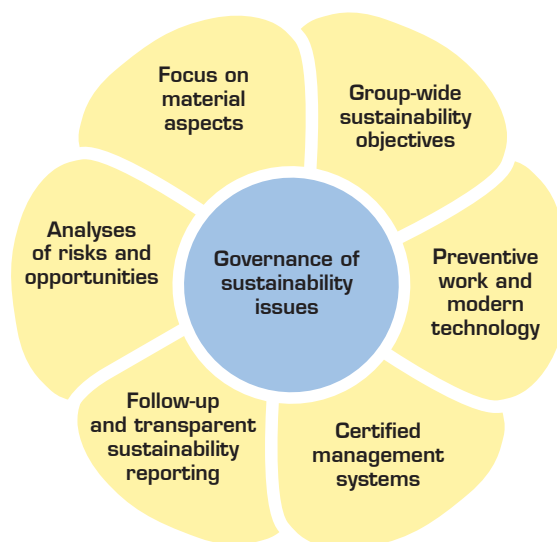 Focus on
material
aspects
Group-wide
sustainability
objectives
Preventive
work and
modern
technology
Certified
management
systems
Follow-up
and transparent
sustainability
reporting
Analyses
of risks and
opportunities
Governance of
sustainability
issues